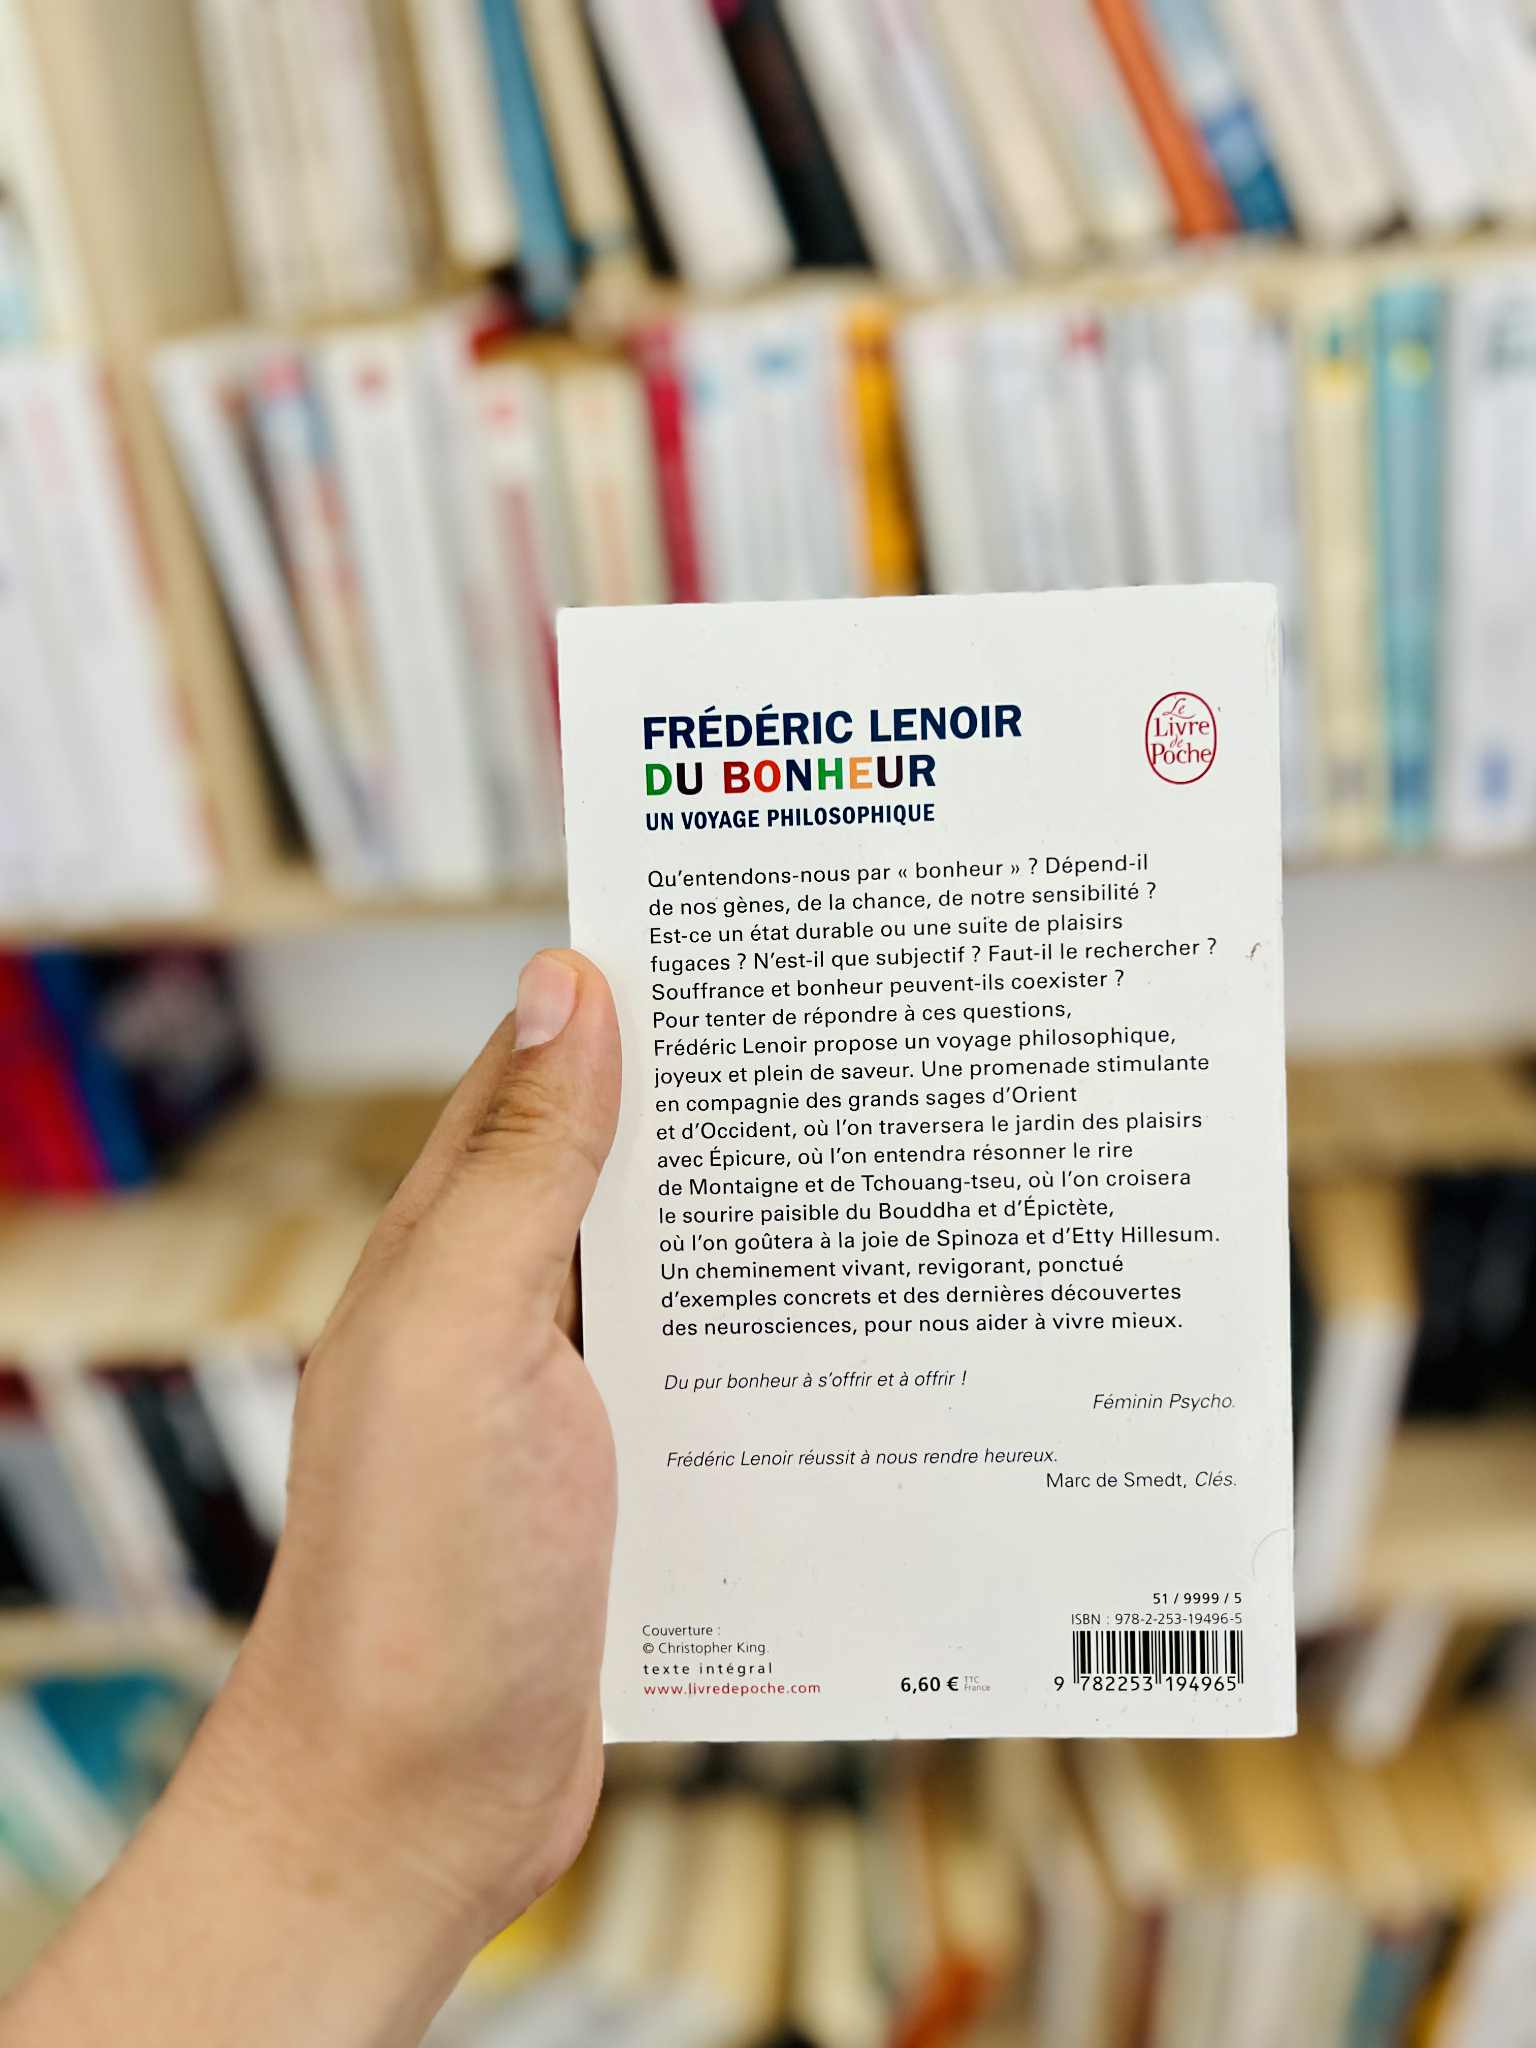 FRÉDÉRIC LENOIR
DU BONHEUR
UN VOYAGE PHILOSOPHIQUE
Le
Livre
de
Poche
Qu'entendons-nous par « bonheur » ? Dépend-il
de nos gènes, de la chance, de notre sensibilité ?
Est-ce un état durable ou une suite de plaisirs
fugaces ? N'est-il que subjectif ? Faut-il le rechercher ?
Souffrance et bonheur peuvent-ils coexister ?
Pour tenter de répondre à ces questions,
Frédéric Lenoir propose un voyage philosophique,
joyeux et plein de saveur. Une promenade stimulante
en compagnie des grands sages d'Orient
et d'Occident, où l'on traversera le jardin des plaisirs
avec Épicure, où l'on entendra résonner le rire
de Montaigne et de Tchouang-tseu, où l'on croisera
le sourire paisible du Bouddha et d'Épictète,
où l'on goûtera à la joie de Spinoza et d'Etty Hillesum.
Un cheminement vivant, revigorant, ponctué
d'exemples concrets et des dernières découvertes
des neurosciences, pour nous aider à vivre mieux.
Du pur bonheur à s'offrir et à offrir !
Féminin Psycho.
Frédéric Lenoir réussit à nous rendre heureux.
Marc de Smedt, Clés.
Couverture :
© Christopher King.
texte intégral
www.livredepoche.com
6,60 € TTC
France
51 / 9999 / 5
ISBN : 978-2-253-19496-5
9 782253 194965